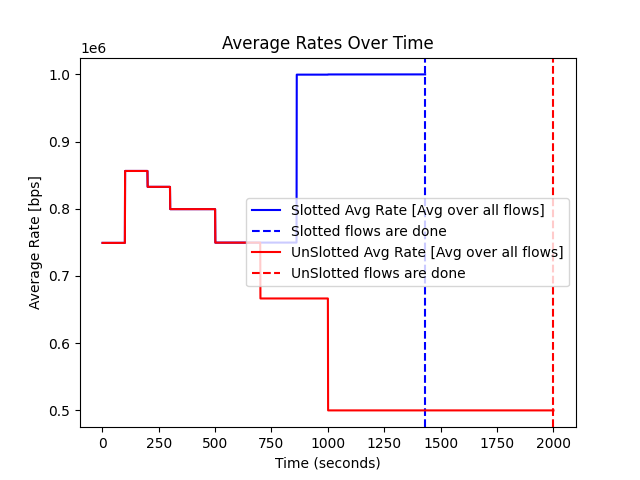 Average Rates Over Time
1e6
1.0
0.9
0.8
0.7
0.6
0.5
Average Rate [bps]
Slotted Avg Rate [Avg over all flows]
Slotted flows are done
UnSlotted Avg Rate [Avg over all flows]
UnSlotted flows are done
0 250 500 750 1000 1250 1500 1750 2000
Time (seconds)